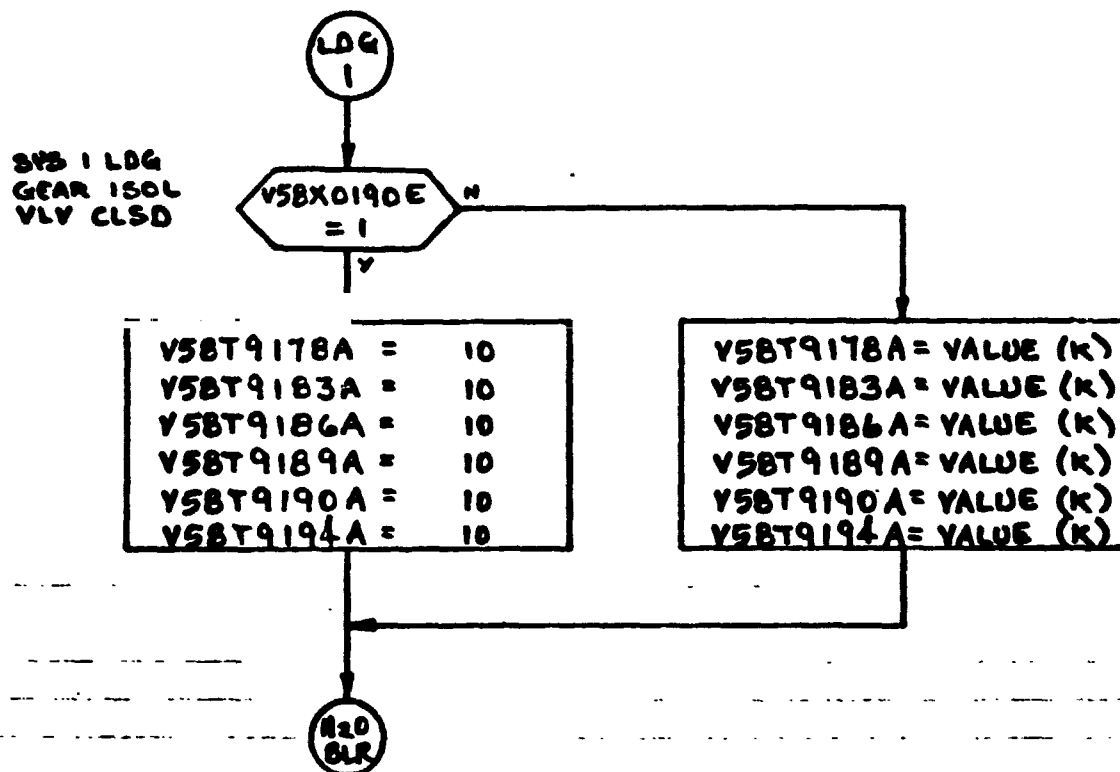 LDG
1
SYS 1 LDG
GEAR ISOL
VLV CLSD
V58X0190E
= 1
N
Y
V58T9178A = 10
V58T9183A = 10
V58T9186A = 10
V58T9189A = 10
V58T9190A = 10
V58T9194A = 10
V58T9178A = VALUE (K)
V58T9183A = VALUE (K)
V58T9186A = VALUE (K)
V58T9189A = VALUE (K)
V58T9190A = VALUE (K)
V58T9194A = VALUE (K)
H2O
BLR